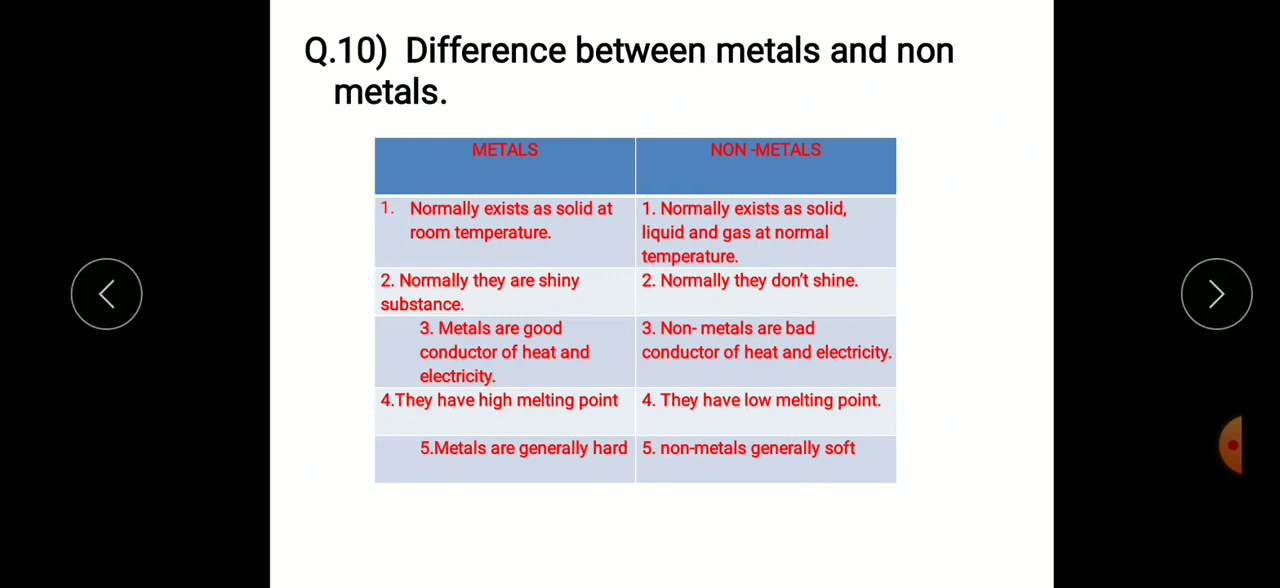 Q.10)  Difference between metals and non
metals.
METALS
NON -METALS
1.  Normally exists as solid at
room temperature.
1. Normally exists as solid,
liquid and gas at normal
temperature.
2. Normally they are shiny
substance.
2. Normally they don’t shine.
3. Metals are good
conductor of heat and
electricity.
3. Non- metals are bad
conductor of heat and electricity.
4.They have high melting point
4. They have low melting point.
5.Metals are generally hard
5. non-metals generally soft